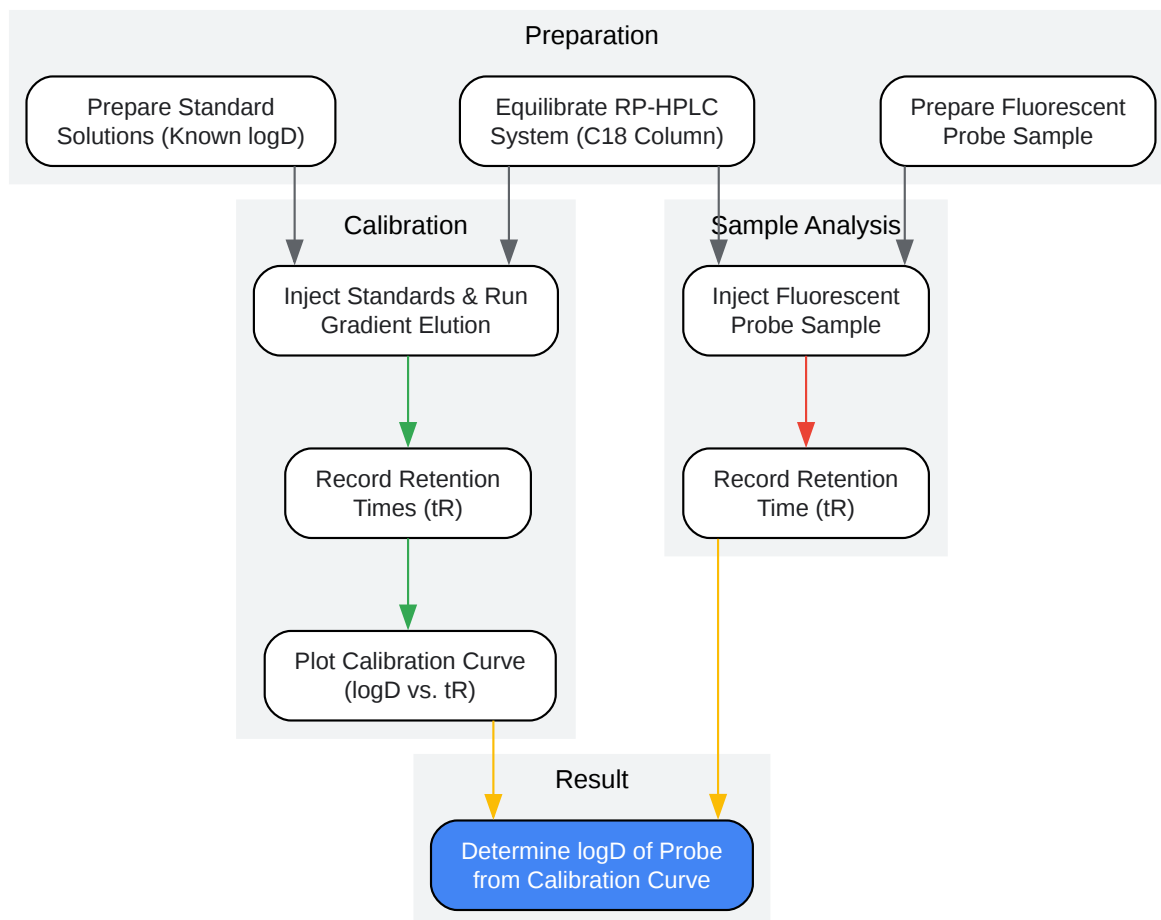 Preparation
Prepare Standard
Solutions (Known logD)
Equilibrate RP-HPLC
System (C18 Column)
Prepare Fluorescent
Probe Sample
Calibration
Sample Analysis
Inject Standards & Run
Gradient Elution
Inject Fluorescent
Probe Sample
Record Retention
Times (tR)
Record Retention
Time (tR)
Plot Calibration Curve
(logD vs. tR)
Result
Determine logD of Probe
from Calibration Curve